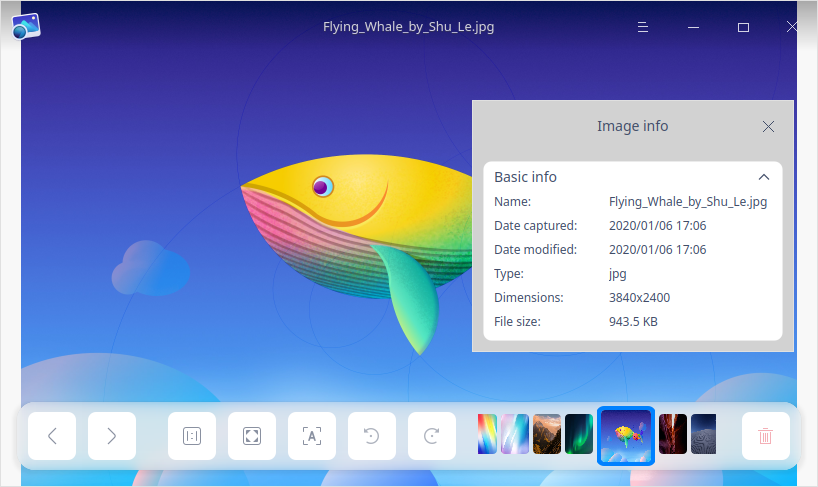 Flying_Whale_by_Shu_Le.jpg
Image info
Basic info
Name: Flying_Whale_by_Shu_Le.jpg
Date captured: 2020/01/06 17:06
Date modified: 2020/01/06 17:06
Type: jpg
Dimensions: 3840x2400
File size: 943.5 KB
1:1 A